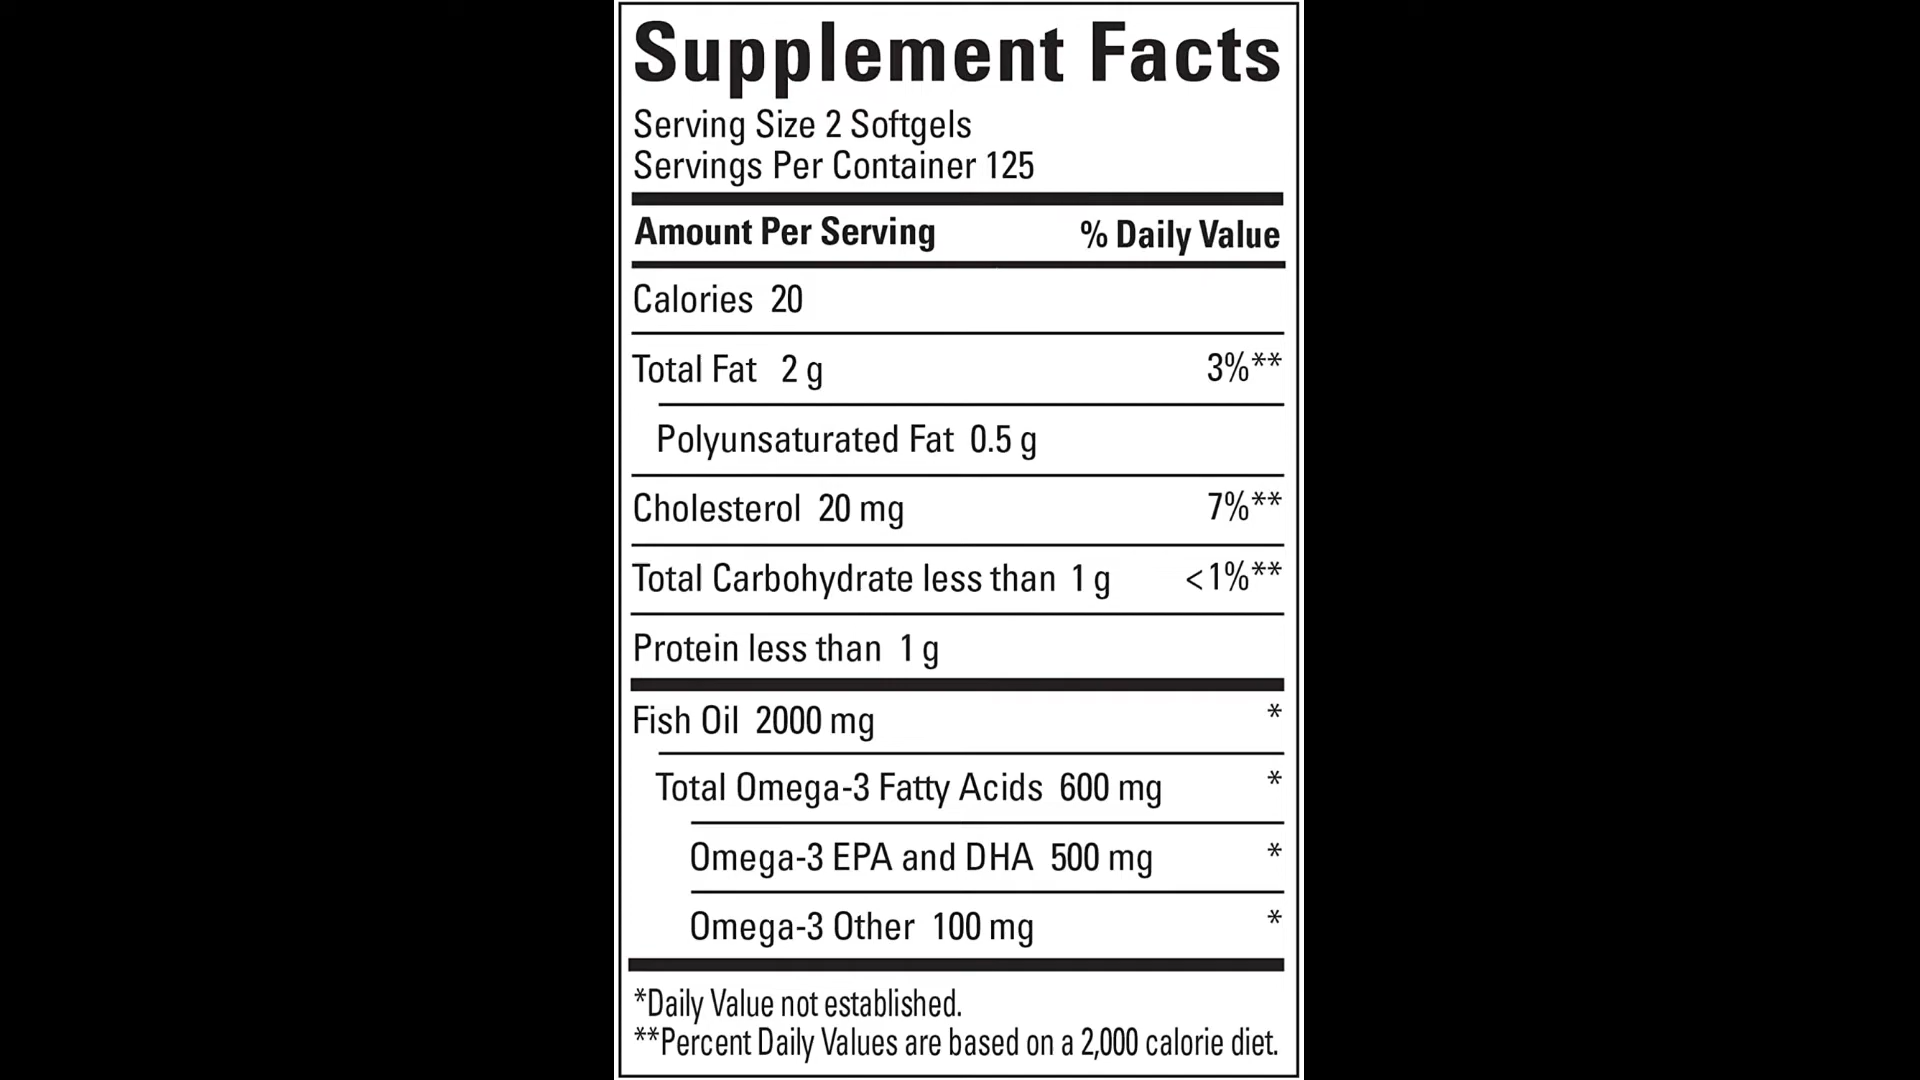 Supplement Facts
Serving Size 2 Softgels
Servings Per Container 125
Amount Per Serving % Daily Value
Calories 20
Total Fat 2 g 3%**
Polyunsaturated Fat 0.5 g
Cholesterol 20 mg 7%**
Total Carbohydrate less than 1 g <1%**
Protein less than 1 g
Fish Oil 2000 mg *
Total Omega-3 Fatty Acids 600 mg *
Omega-3 EPA and DHA 500 mg *
Omega-3 Other 100 mg *
*Daily Value not established.
**Percent Daily Values are based on a 2,000 calorie diet.